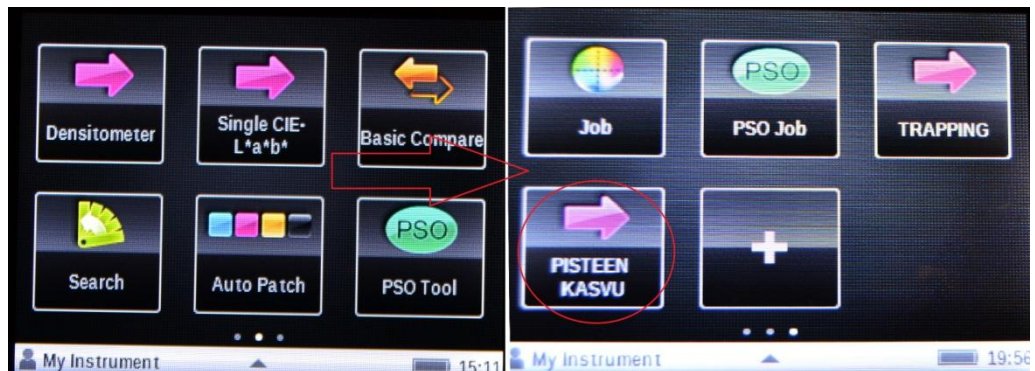 Densitometer
Single CIE-
L*a*b*
Basic Compare
Search
Auto Patch
PSO
PSO Tool
My Instrument
15:11
Job
PSO
PSO Job
TRAPPING
PISTEEN
KASVU
My Instrument
19:56